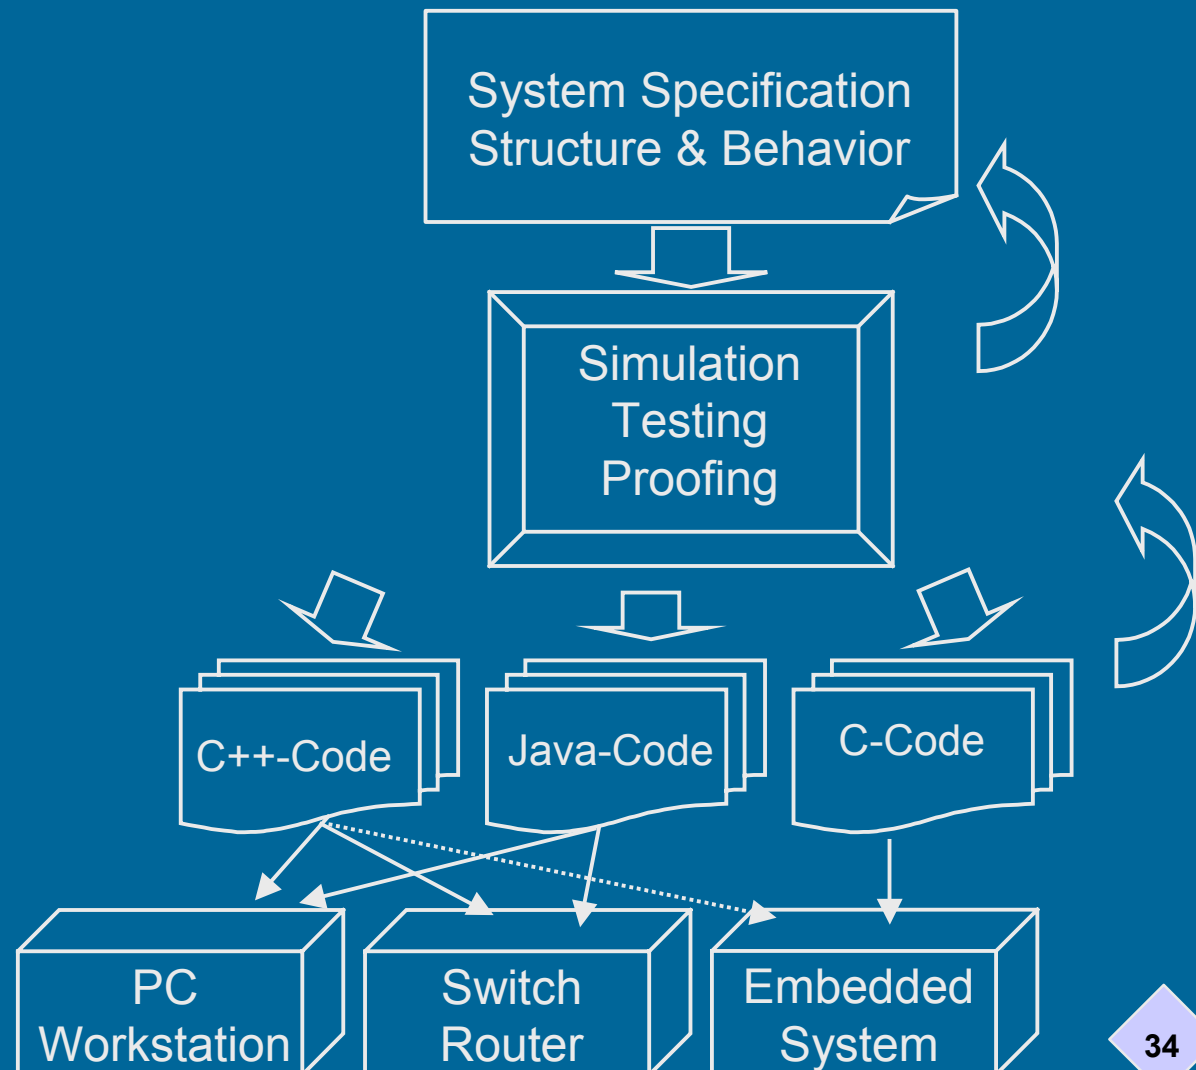 System Specification
Structure & Behavior
Simulation
Testing
Proofing
C++-Code
Java-Code
C-Code
PC
Workstation
Switch
Router
Embedded
System
34